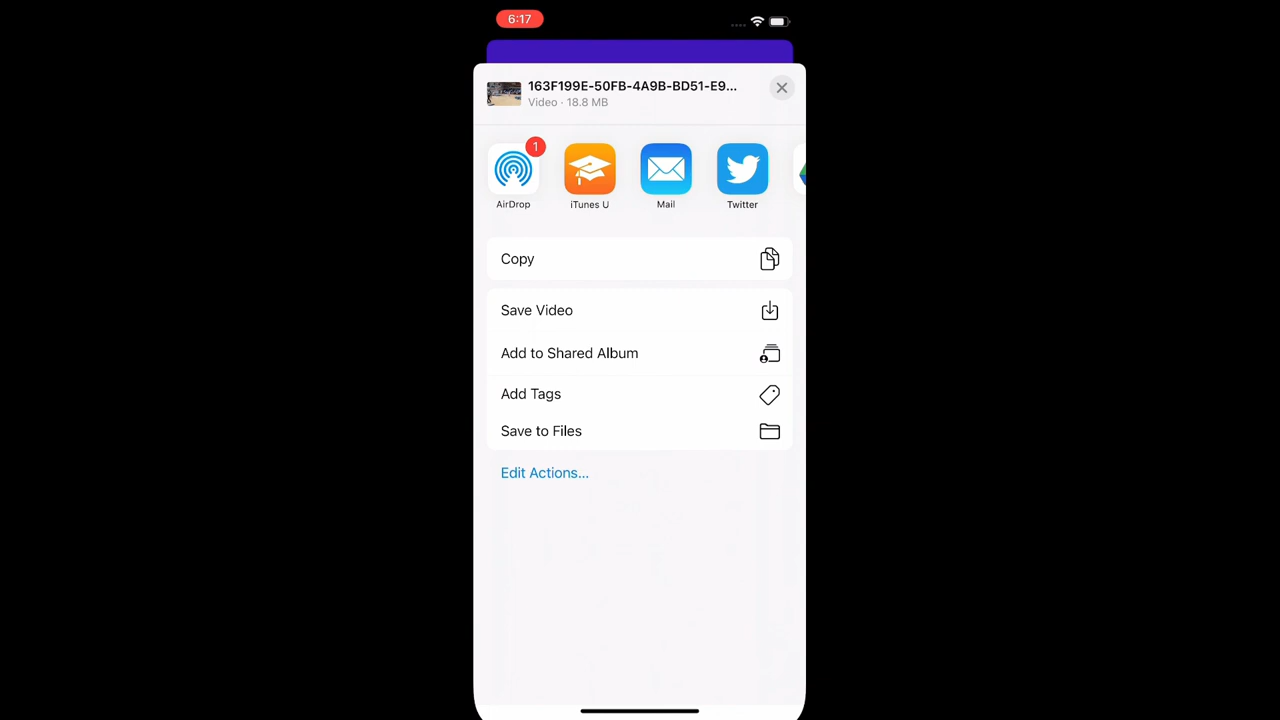 6:17
163F199E-50FB-4A9B-BD51-E9...
Video · 18.8 MB
1
AirDrop
iTunes U
Mail
Twitter
Copy
Save Video
Add to Shared Album
Add Tags
Save to Files
Edit Actions...